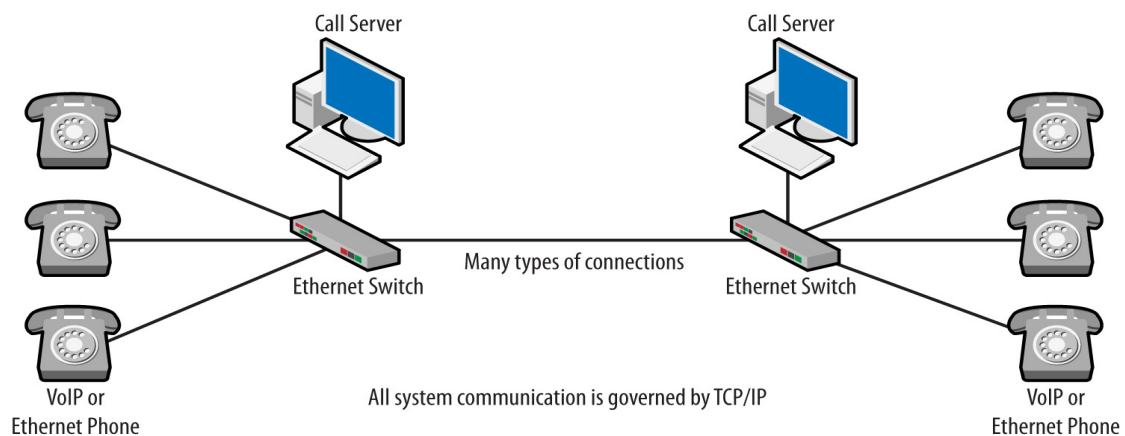 Call Server
Call Server
Many types of connections
Ethernet Switch
Ethernet Switch
All system communication is governed by TCP/IP
VoIP or
Ethernet Phone
VoIP or
Ethernet Phone